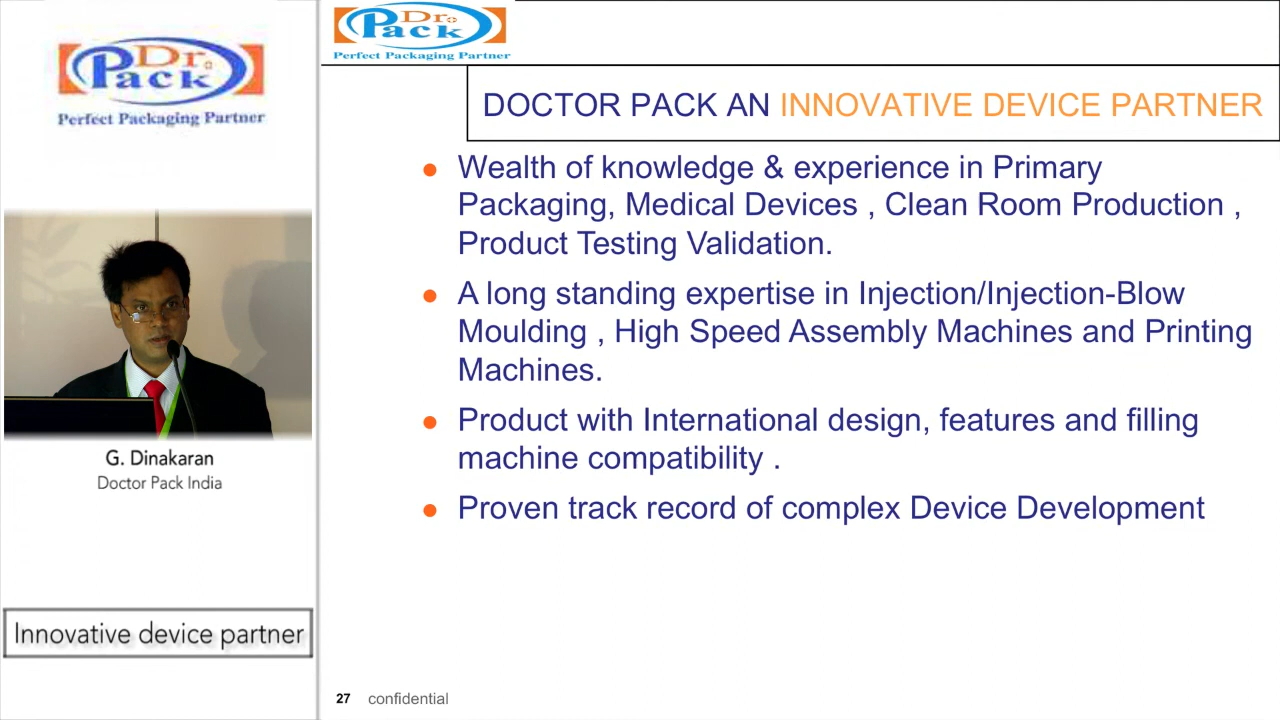 Dr. Pack
Perfect Packaging Partner
G. Dinakaran
Doctor Pack India
Innovative device partner
Dr. Pack
Perfect Packaging Partner
DOCTOR PACK AN INNOVATIVE DEVICE PARTNER
Wealth of knowledge & experience in Primary
Packaging, Medical Devices , Clean Room Production ,
Product Testing Validation.
A long standing expertise in Injection/Injection-Blow
Moulding , High Speed Assembly Machines and Printing
Machines.
Product with International design, features and filling
machine compatibility .
Proven track record of complex Device Development
27 confidential